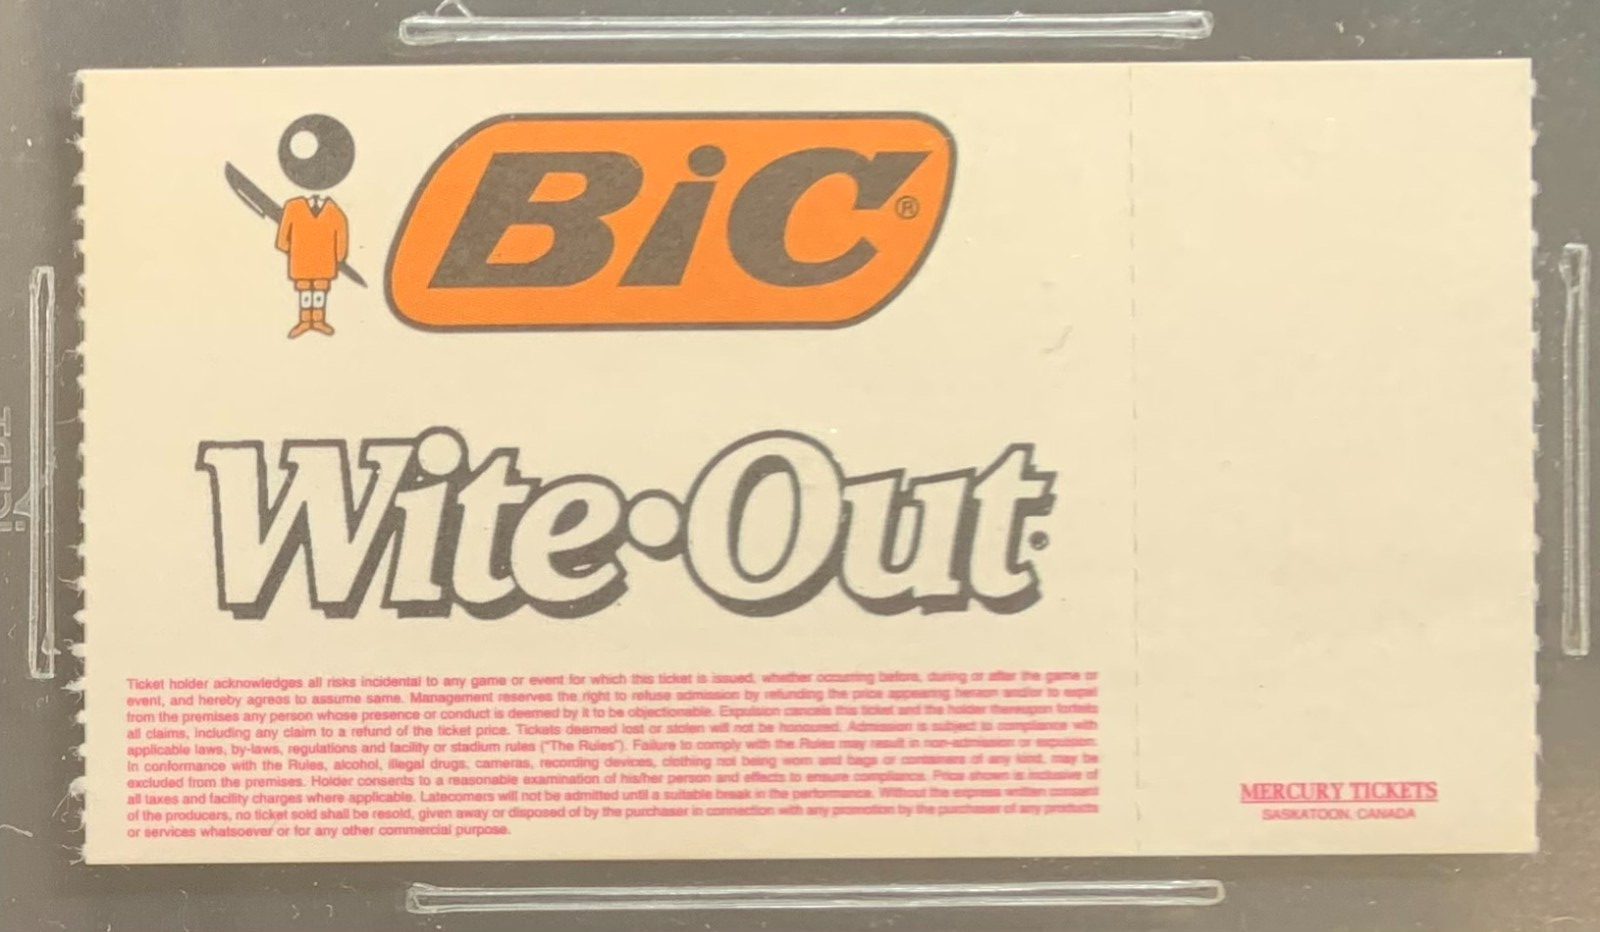 BiC®
Wite•Out
Ticket holder acknowledges all risks incidental to any game or event for which this ticket is issued, whether occurring before, during or after the game or
event, and hereby agrees to assume same. Management reserves the right to refuse admission by refunding the price appearing hereon and/or to expel
from the premises any person whose presence or conduct is deemed by it to be objectionable. Expulsion cancels this ticket and the holder thereupon forfeits
all claims, including any claim to a refund of the ticket price. Tickets deemed lost or stolen will not be honoured. Admission is subject to compliance with
applicable laws, by-laws, regulations and facility or stadium rules ("The Rules"). Failure to comply with the Rules may result in non-admission or expulsion.
In conformance with the Rules, alcohol, illegal drugs, cameras, recording devices, clothing not being worn and bags or containers of any kind, may be
excluded from the premises. Holder consents to a reasonable examination of his/her person and effects to ensure compliance. Price shown is inclusive of
all taxes and facility charges where applicable. Latecomers will not be admitted until a suitable break in the performance. Without the express written consent
of the producers, no ticket sold shall be resold, given away or disposed of by the purchaser in connection with any promotion by the purchaser of any products
or services whatsoever or for any other commercial purpose.
MERCURY TICKETS
SASKATOON, CANADA